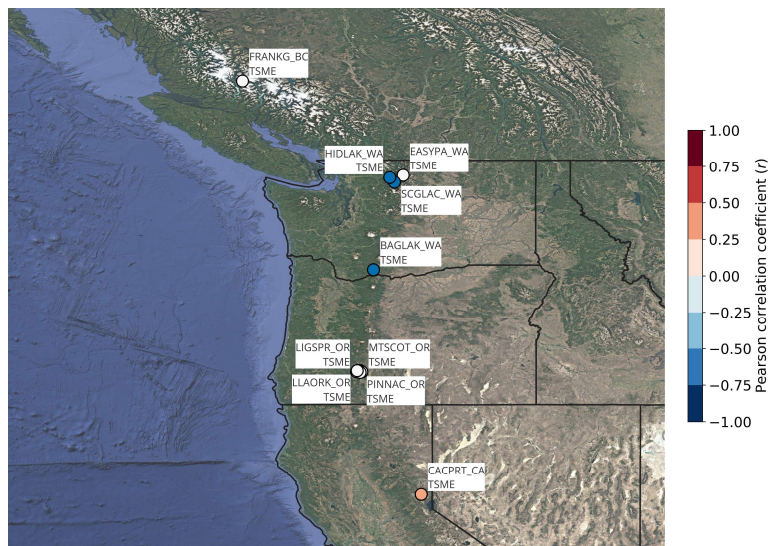 FRANKG_BC
TSME
HIDLAK_WA
TSME
EASYPA_WA
TSME
SCGLAC_WA
TSME
BAGLAK_WA
TSME
LIGSPR_OR
TSME
MTSCOT_OR
TSME
LLAORK_OR
TSME
PINNAC_OR
TSME
CACPRT_CA
TSME
1.00
0.75
0.50
0.25
0.00
−0.25
−0.50
−0.75
−1.00
Pearson correlation coefficient (r)